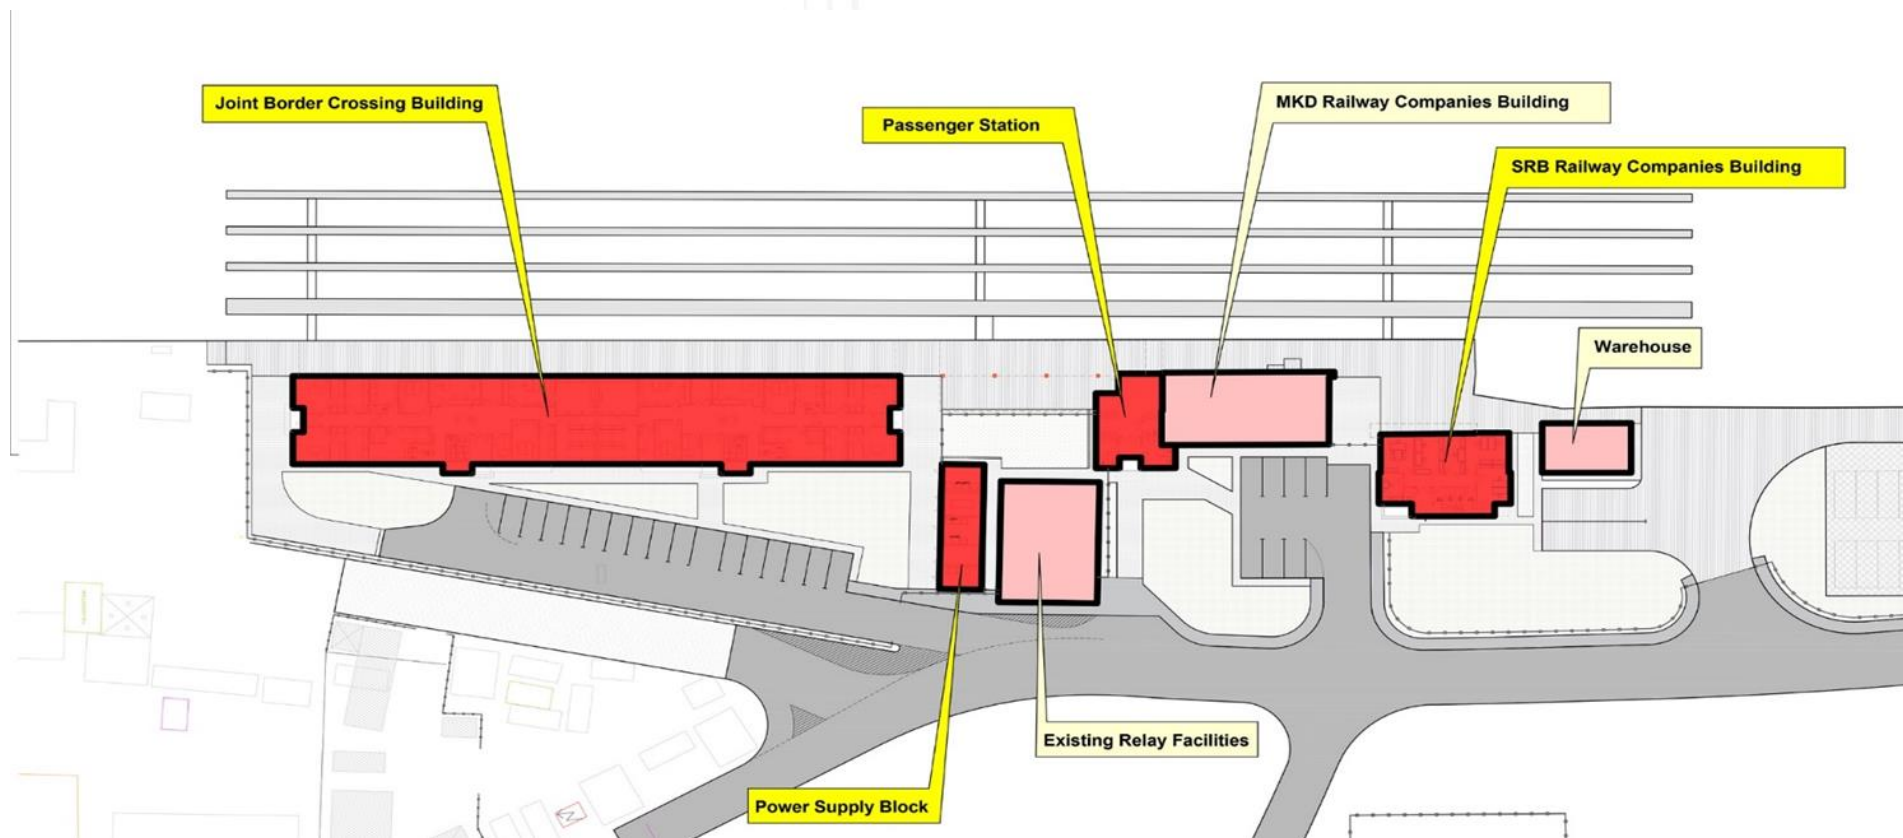 Joint Border Crossing Building
Passenger Station
MKD Railway Companies Building
SRB Railway Companies Building
Warehouse
Existing Relay Facilities
Power Supply Block